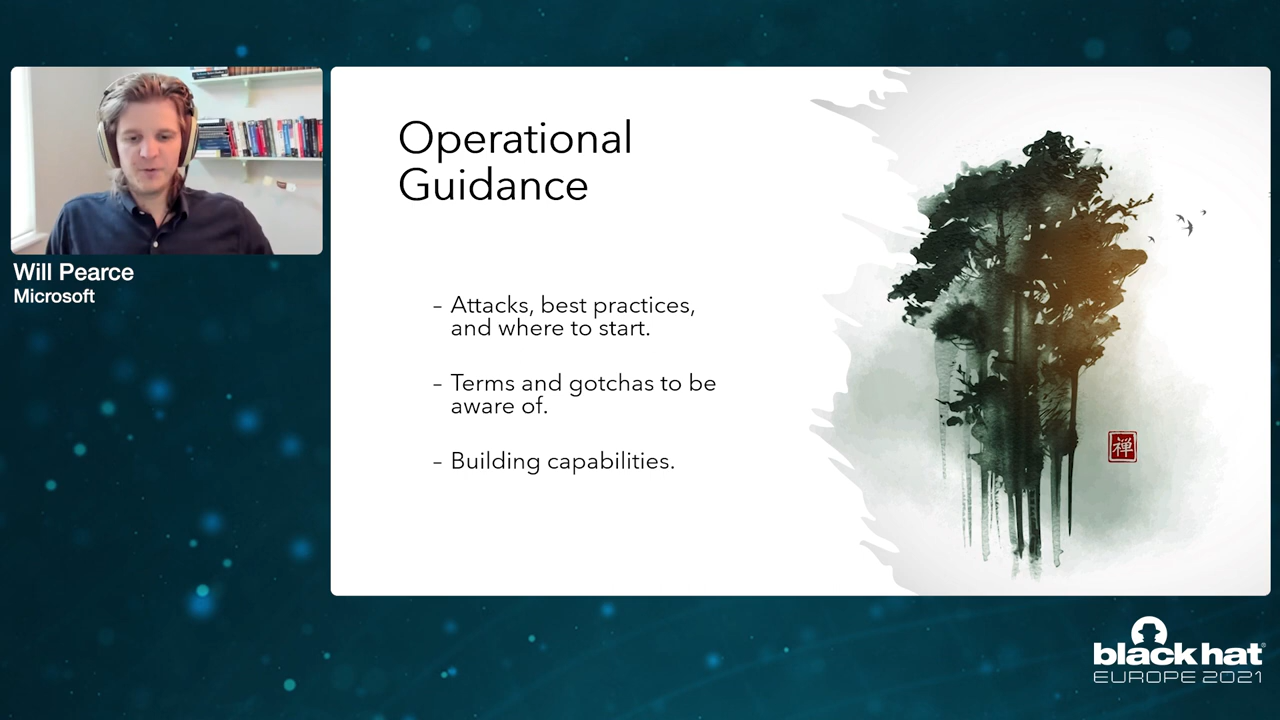 Operational
Guidance
– Attacks, best practices,
and where to start.
– Terms and gotchas to be
aware of.
– Building capabilities.
禅
Will Pearce
Microsoft
black hat
EUROPE 2021